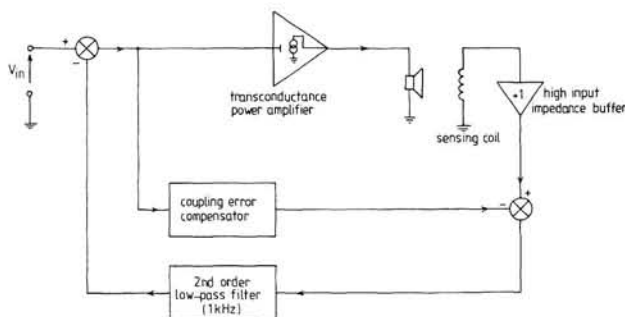 +
-
Vin
transconductance
power amplifier
+1
high input
impedance buffer
sensing coil
coupling error
compensator
-
+
2nd order
low-pass filter
(1kHz)